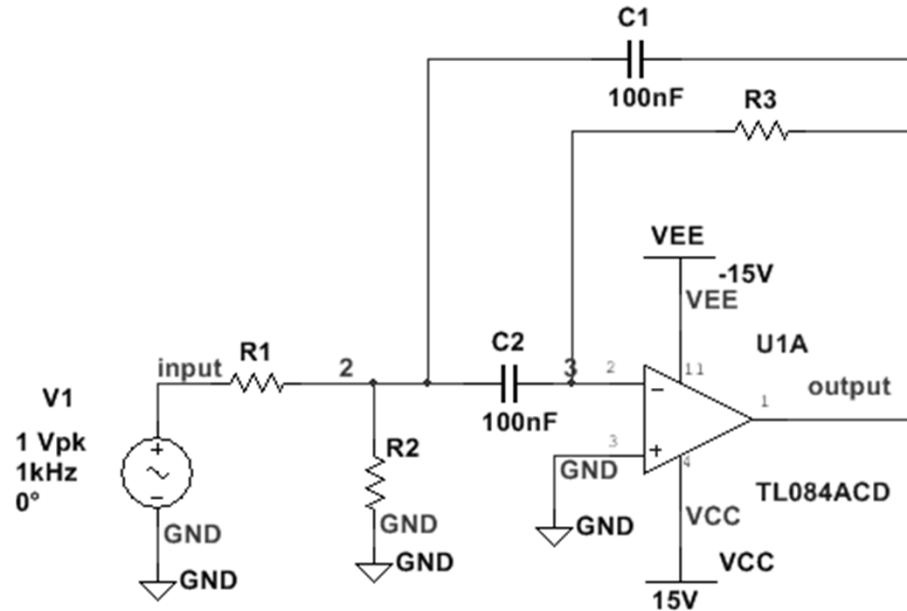 C1
100nF
R3
VEE
-15V
VEE
U1A
C2
R1
input
2
3
2
11
output
1
V1
100nF
3
1 Vpk
1kHz
0°
R2
GND
4
TL084ACD
GND
GND
VCC
GND
GND
GND
VCC
15V